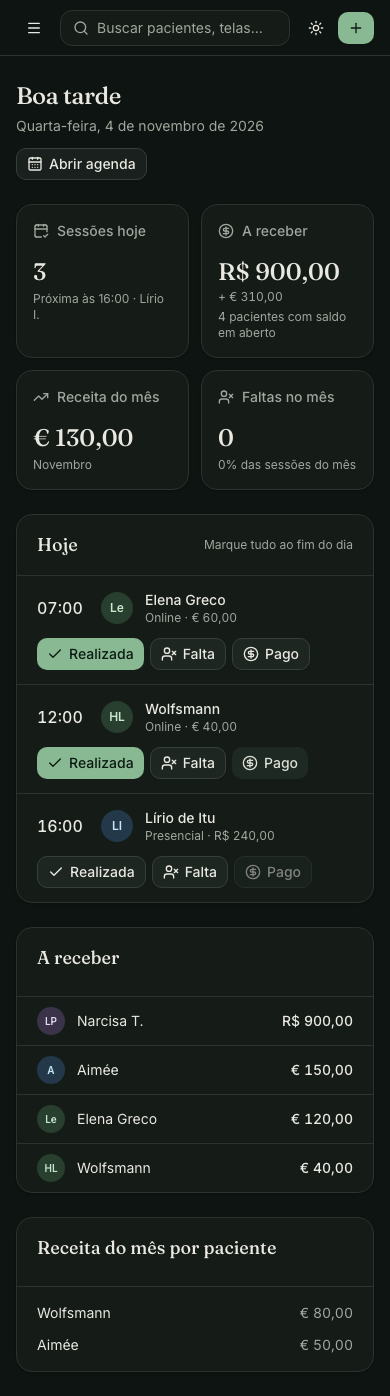 Buscar pacientes, telas...
Boa tarde
Quarta-feira, 4 de novembro de 2026
Abrir agenda
Sessões hoje
3
Próxima às 16:00 · Lírio
I.
A receber
R$ 900,00
+ € 310,00
4 pacientes com saldo
em aberto
Receita do mês
€ 130,00
Novembro
Faltas no mês
0
0% das sessões do mês
Hoje
Marque tudo ao fim do dia
07:00
Le
Elena Greco
Online · € 60,00
Realizada
Falta
Pago
12:00
HL
Wolfsmann
Online · € 40,00
Realizada
Falta
Pago
16:00
LI
Lírio de Itu
Presencial · R$ 240,00
Realizada
Falta
Pago
A receber
LP
Narcisa T.
R$ 900,00
A
Aimée
€ 150,00
Le
Elena Greco
€ 120,00
HL
Wolfsmann
€ 40,00
Receita do mês por paciente
Wolfsmann
€ 80,00
Aimée
€ 50,00